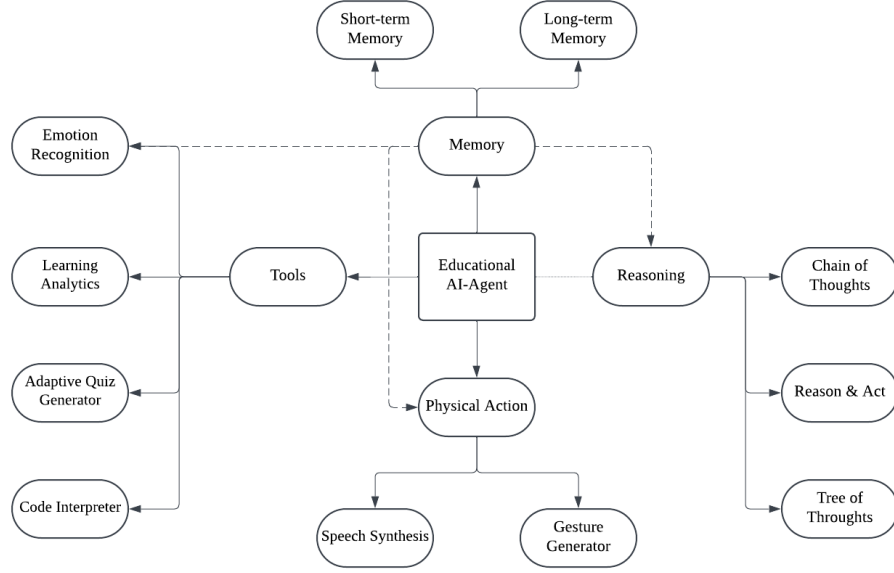 Short-term
Memory
Long-term
Memory
Emotion
Recognition
Memory
Learning
Analytics
Tools
Educational
AI-Agent
Reasoning
Chain of
Thoughts
Adaptive Quiz
Generator
Physical Action
Reason & Act
Code Interpreter
Speech Synthesis
Gesture
Generator
Tree of
Throughts